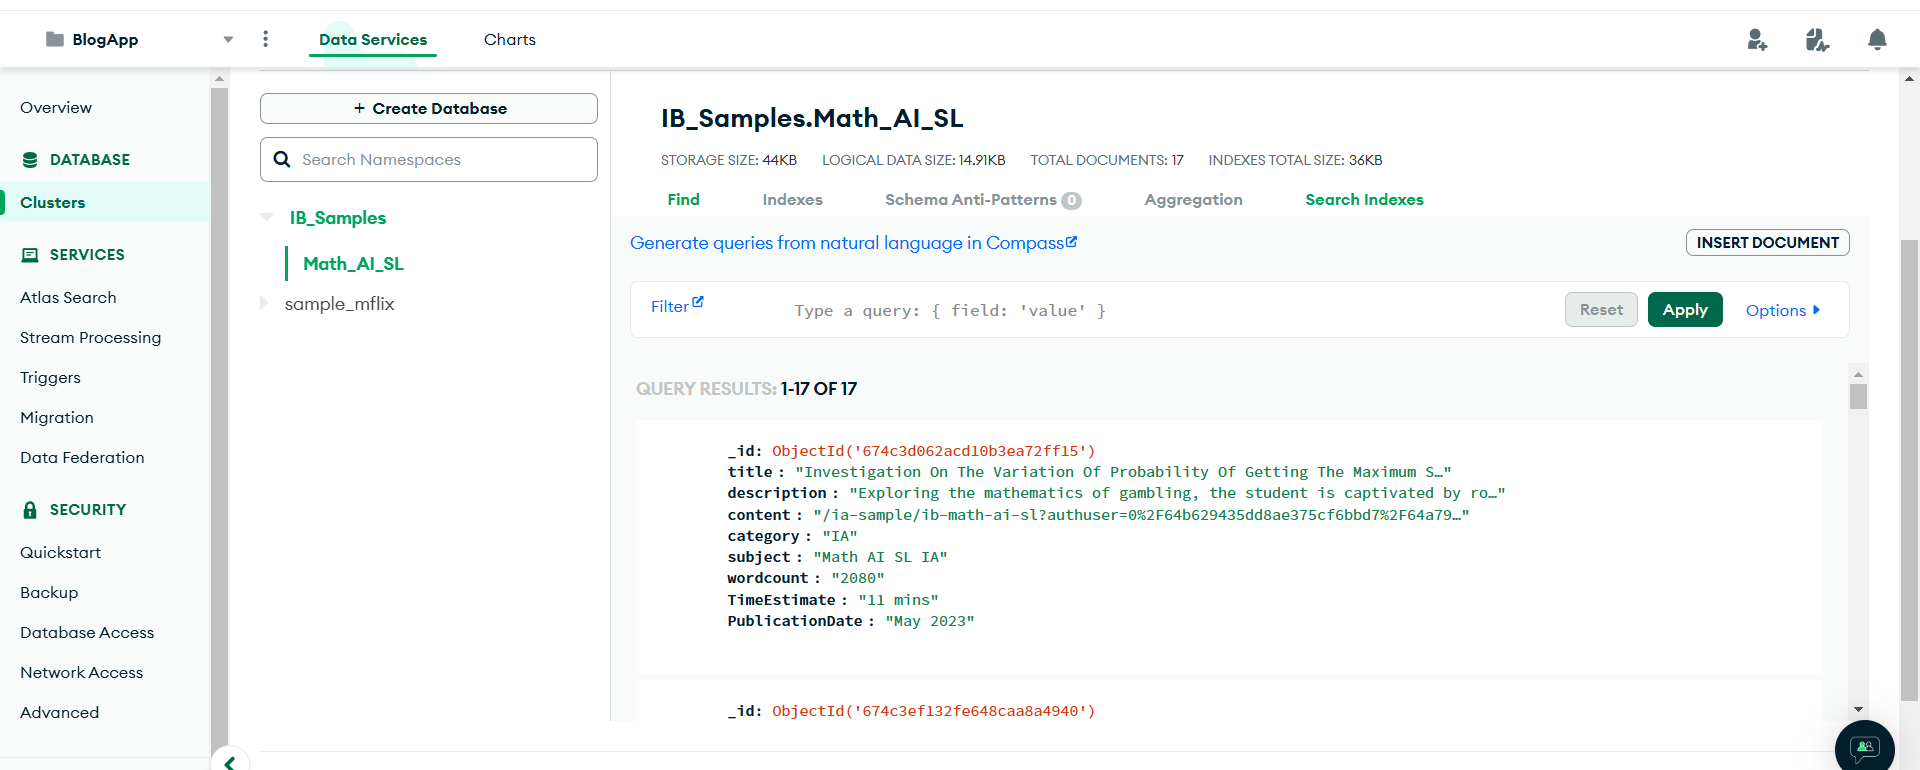 BlogApp
Data Services
Charts
Overview
DATABASE
Clusters
SERVICES
Atlas Search
Stream Processing
Triggers
Migration
Data Federation
SECURITY
Quickstart
Backup
Database Access
Network Access
Advanced
+ Create Database
Search Namespaces
IB_Samples
Math_AI_SL
sample_mflix
IB_Samples.Math_AI_SL
STORAGE SIZE: 44KB LOGICAL DATA SIZE: 14.91KB TOTAL DOCUMENTS: 17 INDEXES TOTAL SIZE: 36KB
Find Indexes Schema Anti-Patterns 0 Aggregation Search Indexes
Generate queries from natural language in Compass
INSERT DOCUMENT
Filter Type a query: { field: 'value' } Reset Apply Options
QUERY RESULTS: 1-17 OF 17
_id: ObjectId('674c3d062acd10b3ea72ff15')
title : "Investigation On The Variation Of Probability Of Getting The Maximum S…"
description : "Exploring the mathematics of gambling, the student is captivated by ro…"
content : "/ia-sample/ib-math-ai-sl?authuser=0%2F64b629435dd8ae375cf6bbd7%2F64a79…"
category : "IA"
subject : "Math AI SL IA"
wordcount : "2080"
TimeEstimate : "11 mins"
PublicationDate : "May 2023"
_id: ObjectId('674c3ef132fe648caa8a4940')